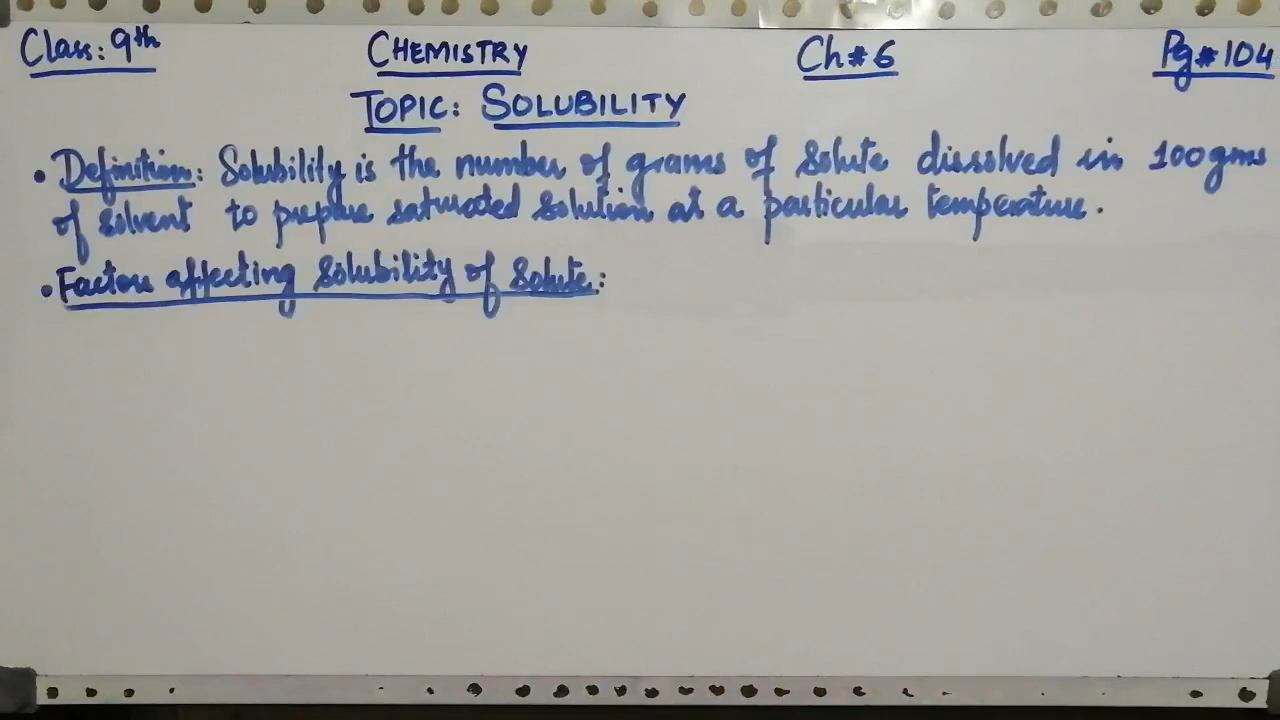 Class: 9th CHEMISTRY Ch # 6 Pg # 104
TOPIC: SOLUBILITY
• Definition: Solubility is the number of grams of solute dissolved in 100gms
of solvent to prepare saturated solution at a particular temperature.
• Factors affecting solubility of solute: